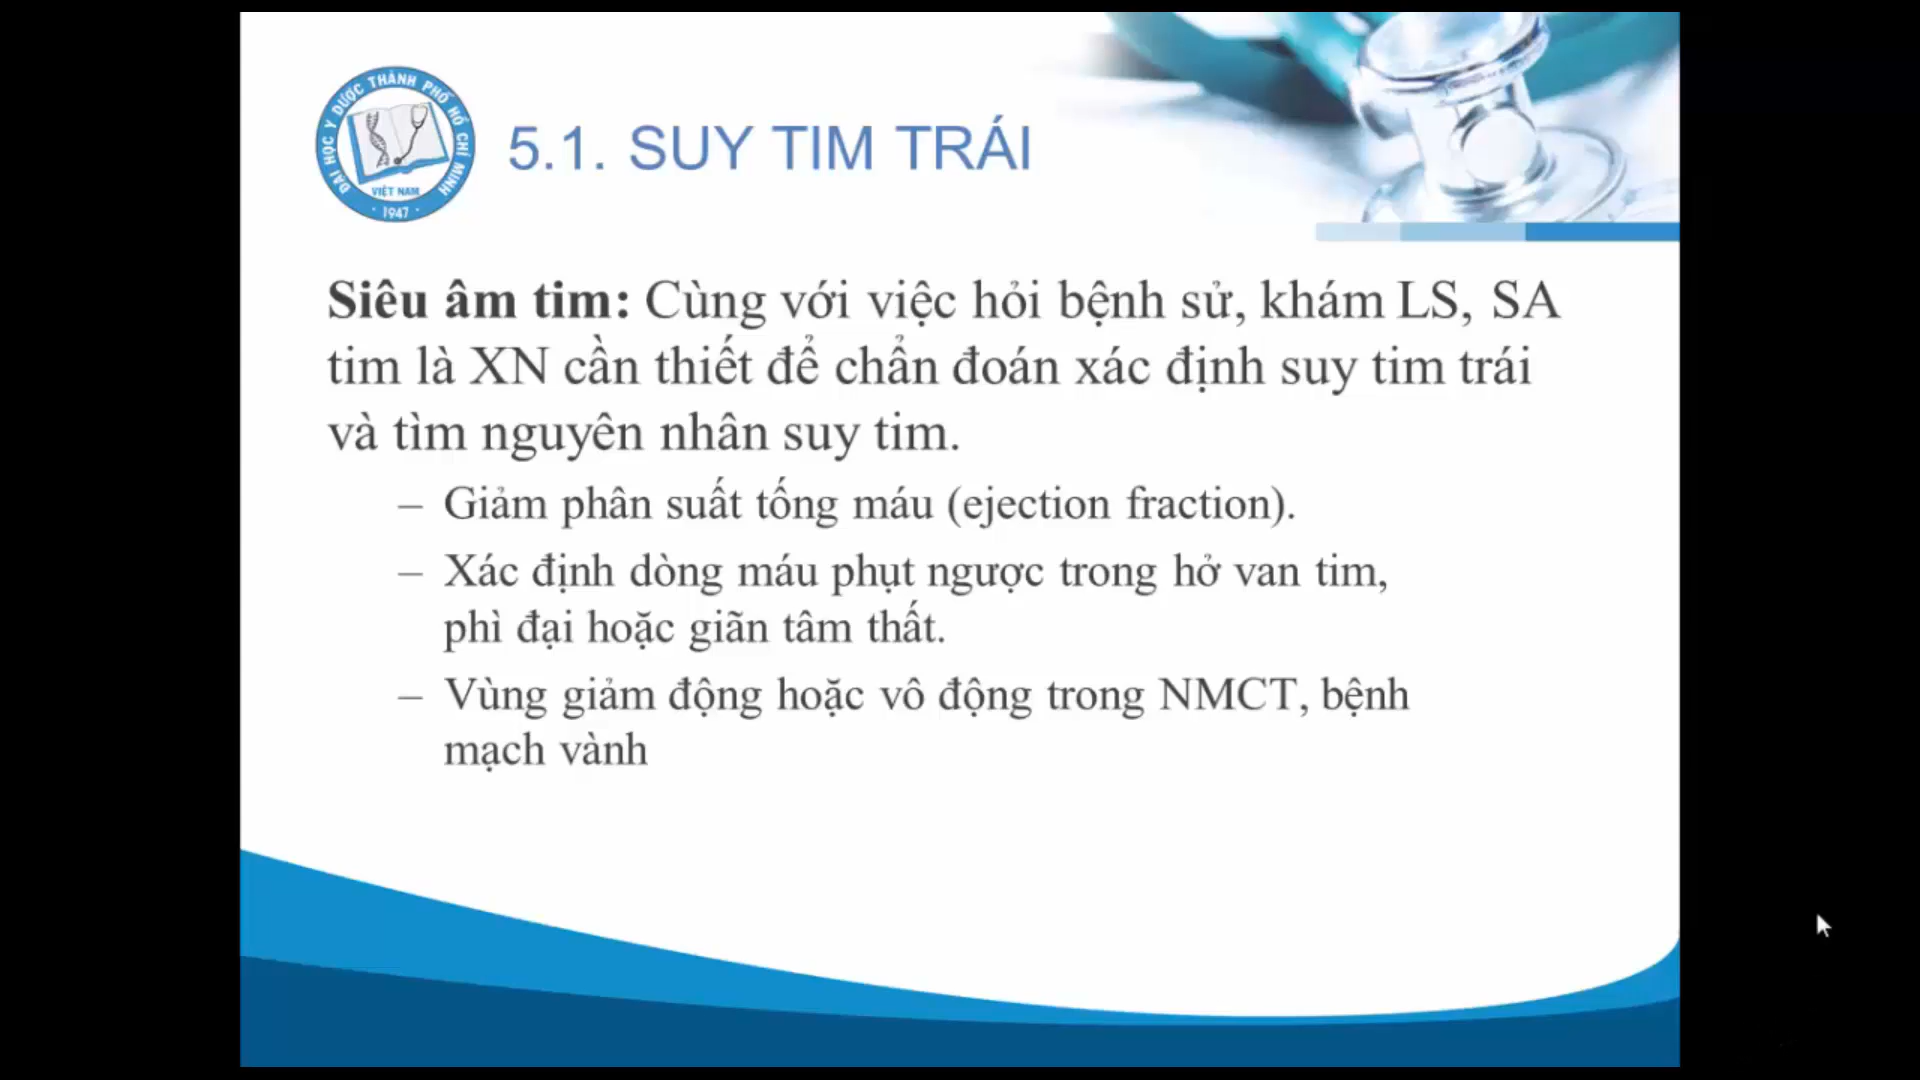 ĐẠI HỌC Y DƯỢC THÀNH PHỐ HỒ CHÍ MINH
VIỆT NAM
· 1947 ·
5.1. SUY TIM TRÁI
Siêu âm tim: Cùng với việc hỏi bệnh sử, khám LS, SA
tim là XN cần thiết để chẩn đoán xác định suy tim trái
và tìm nguyên nhân suy tim.
– Giảm phân suất tống máu (ejection fraction).
– Xác định dòng máu phụt ngược trong hở van tim,
phì đại hoặc giãn tâm thất.
– Vùng giảm động hoặc vô động trong NMCT, bệnh
mạch vành